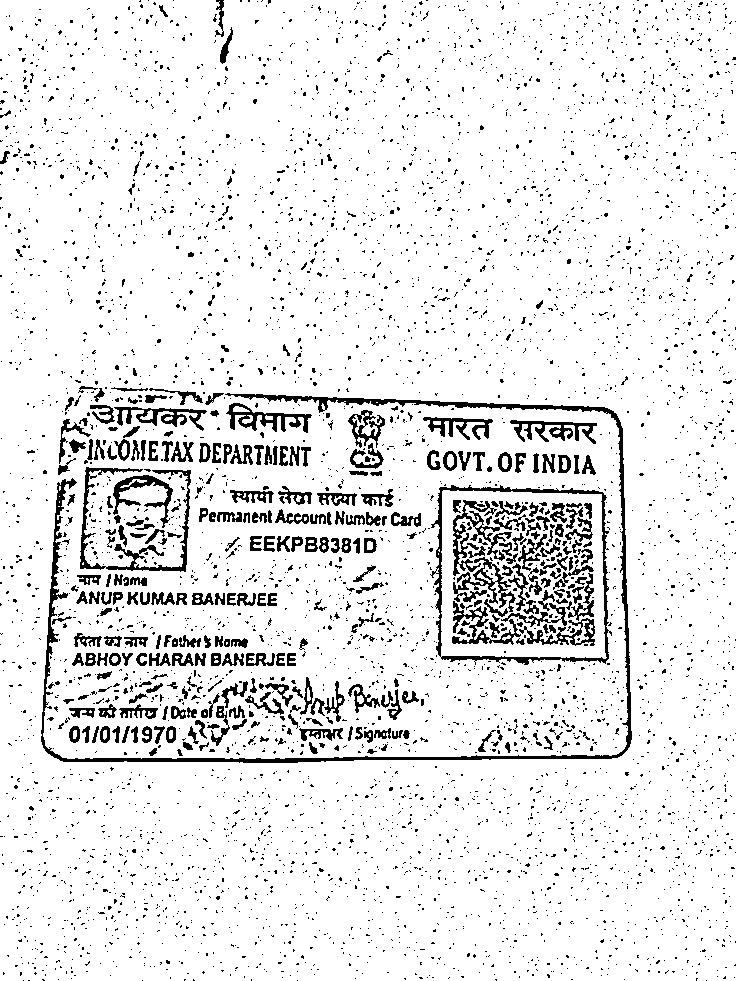 आयकर विभाग
INCOME TAX DEPARTMENT
भारत सरकार
GOVT. OF INDIA
स्थायी लेखा संख्या कार्ड
Permanent Account Number Card
EEKPB8381D
नाम / Name
ANUP KUMAR BANERJEE
पिता का नाम / Father's Name
ABHOY CHARAN BANERJEE
जन्म की तारीख / Date of Birth
01/01/1970
Anup Banerjee.
हस्ताक्षर / Signature